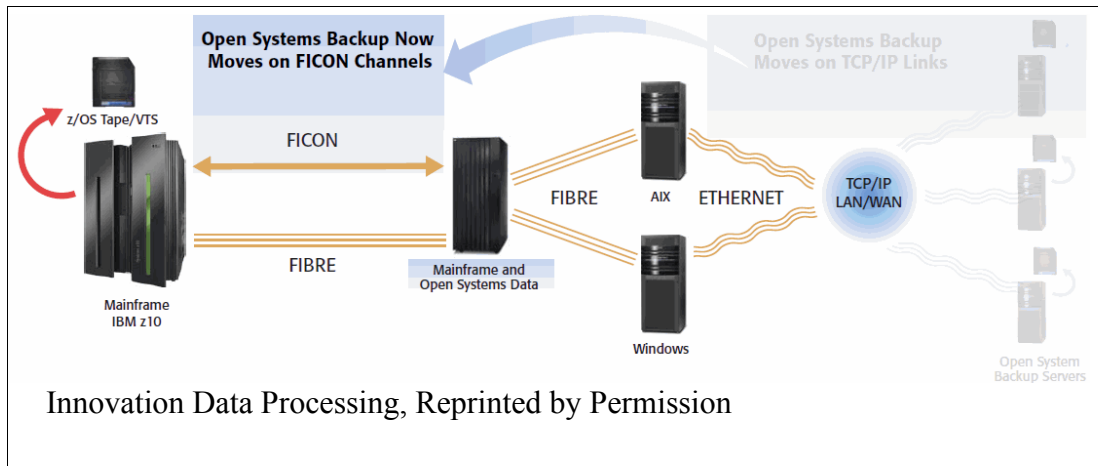 Open Systems Backup Now
Moves on FICON Channels
Open Systems Backup
Moves on TCP/IP Links
z/OS Tape/VTS
FICON
FIBRE
Mainframe
IBM z10
Mainframe and
Open Systems Data
FIBRE
AIX
ETHERNET
Windows
TCP/IP
LAN/WAN
Open System
Backup Servers
Innovation Data Processing, Reprinted by Permission